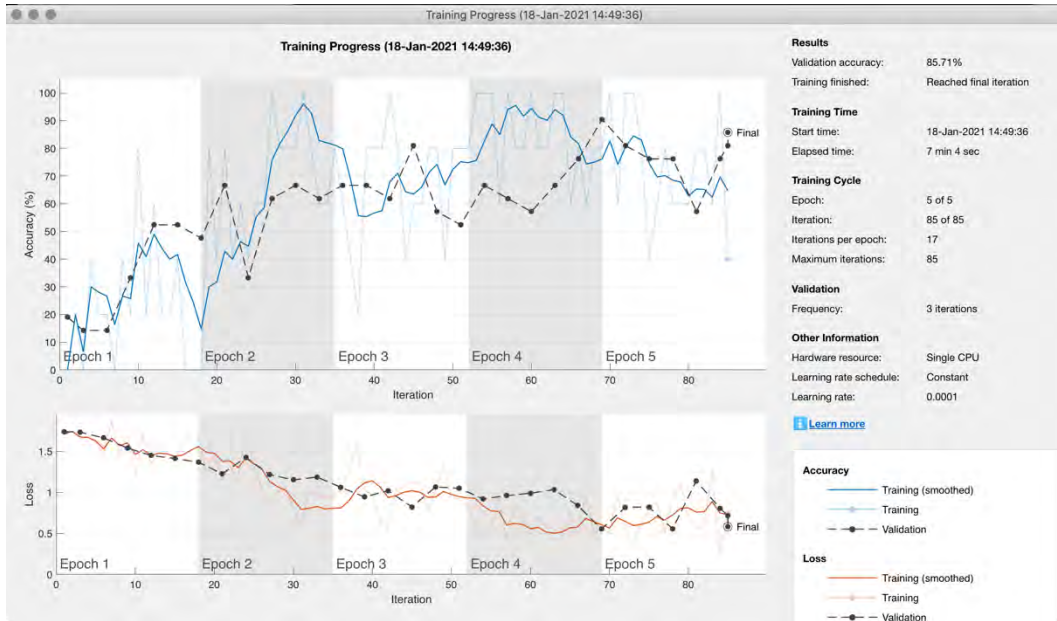 Training Progress (18-Jan-2021 14:49:36)
Training Progress (18-Jan-2021 14:49:36)
100
90
80
70
60
50
40
30
20
10
0
Accuracy (%)
Final
Epoch 1 Epoch 2 Epoch 3 Epoch 4 Epoch 5
0 10 20 30 40 50 60 70 80
Iteration
1.5
1
0.5
0
Loss
Final
Epoch 1 Epoch 2 Epoch 3 Epoch 4 Epoch 5
0 10 20 30 40 50 60 70 80
Iteration
Results
Validation accuracy: 85.71%
Training finished: Reached final iteration
Training Time
Start time: 18-Jan-2021 14:49:36
Elapsed time: 7 min 4 sec
Training Cycle
Epoch: 5 of 5
Iteration: 85 of 85
Iterations per epoch: 17
Maximum iterations: 85
Validation
Frequency: 3 iterations
Other Information
Hardware resource: Single CPU
Learning rate schedule: Constant
Learning rate: 0.0001
i Learn more
Accuracy
Training (smoothed)
Training
Validation
Loss
Training (smoothed)
Training
Validation